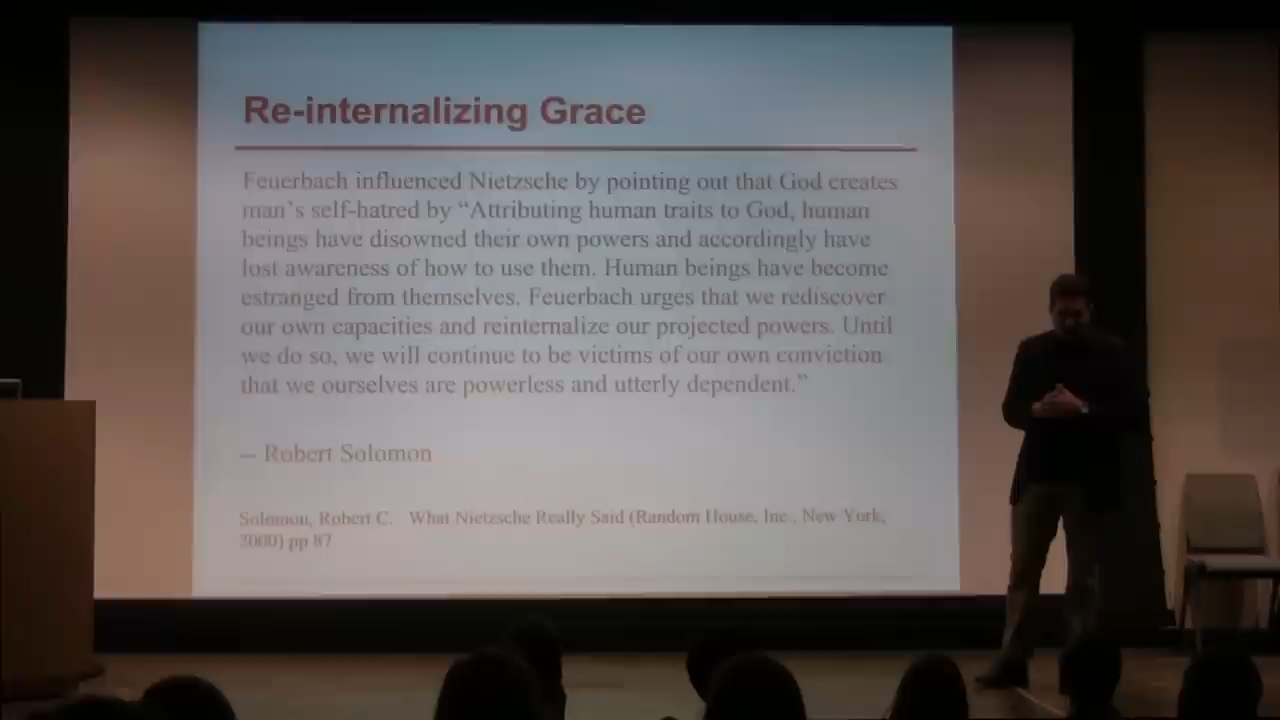 Re-internalizing Grace
Feuerbach influenced Nietzsche by pointing out that God creates
man's self-hatred by “Attributing human traits to God, human
beings have disowned their own powers and accordingly have
lost awareness of how to use them. Human beings have become
estranged from themselves. Feuerbach urges that we rediscover
our own capacities and reinternalize our projected powers. Until
we do so, we will continue to be victims of our own conviction
that we ourselves are powerless and utterly dependent.”
– Robert Solomon
Solomon, Robert C. What Nietzsche Really Said (Random House, Inc., New York,
2000) pp 87